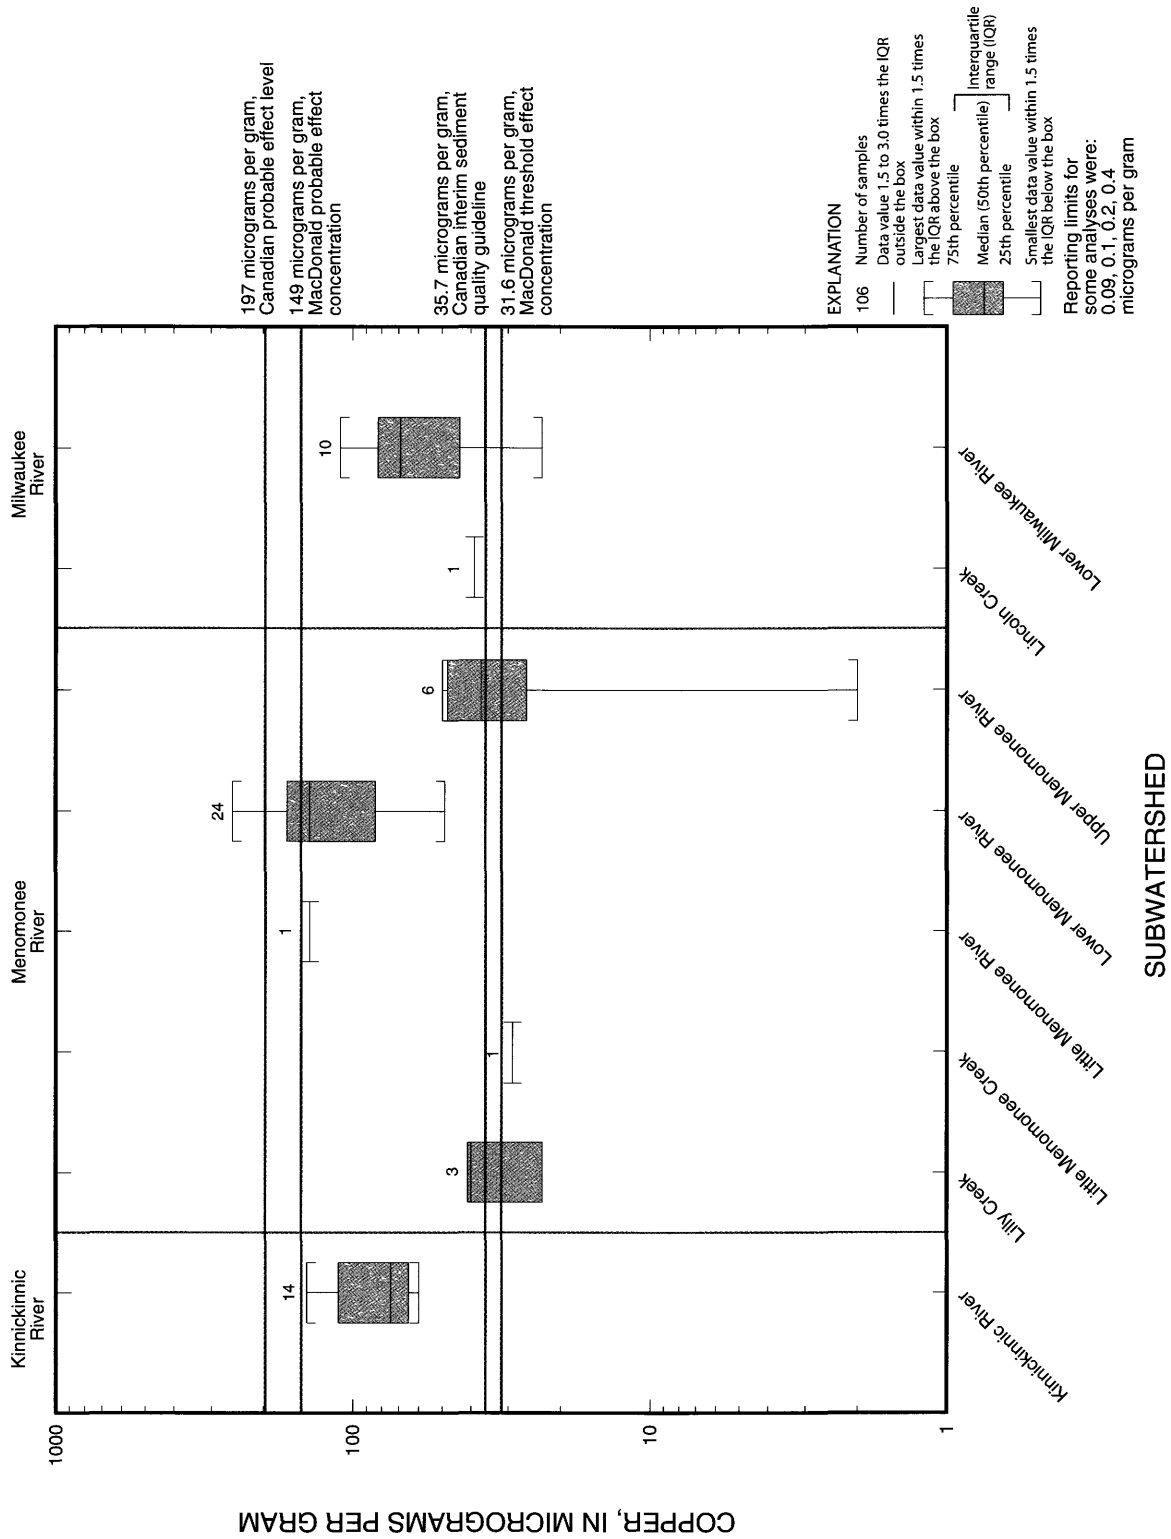 Kinnickinnic
River
Menomonee
River
Milwaukee
River
1000
100
10
1
COPPER, IN MICROGRAMS PER GRAM
14
3
1
1
24
6
1
10
197 micrograms per gram,
Canadian probable effect level
149 micrograms per gram,
MacDonald probable effect
concentration
35.7 micrograms per gram,
Canadian interim sediment
quality guideline
31.6 micrograms per gram,
MacDonald threshold effect
concentration
Kinnickinnic River
Lilly Creek
Little Menomonee Creek
Little Menomonee River
Lower Menomonee River
Upper Menomonee River
Lincoln Creek
Lower Milwaukee River
SUBWATERSHED
EXPLANATION
106 Number of samples
Data value 1.5 to 3.0 times the IQR
outside the box
Largest data value within 1.5 times
the IQR above the box
75th percentile
Median (50th percentile)
25th percentile
Interquartile
range (IQR)
Smallest data value within 1.5 times
the IQR below the box
Reporting limits for
some analyses were:
0.09, 0.1, 0.2, 0.4
micrograms per gram